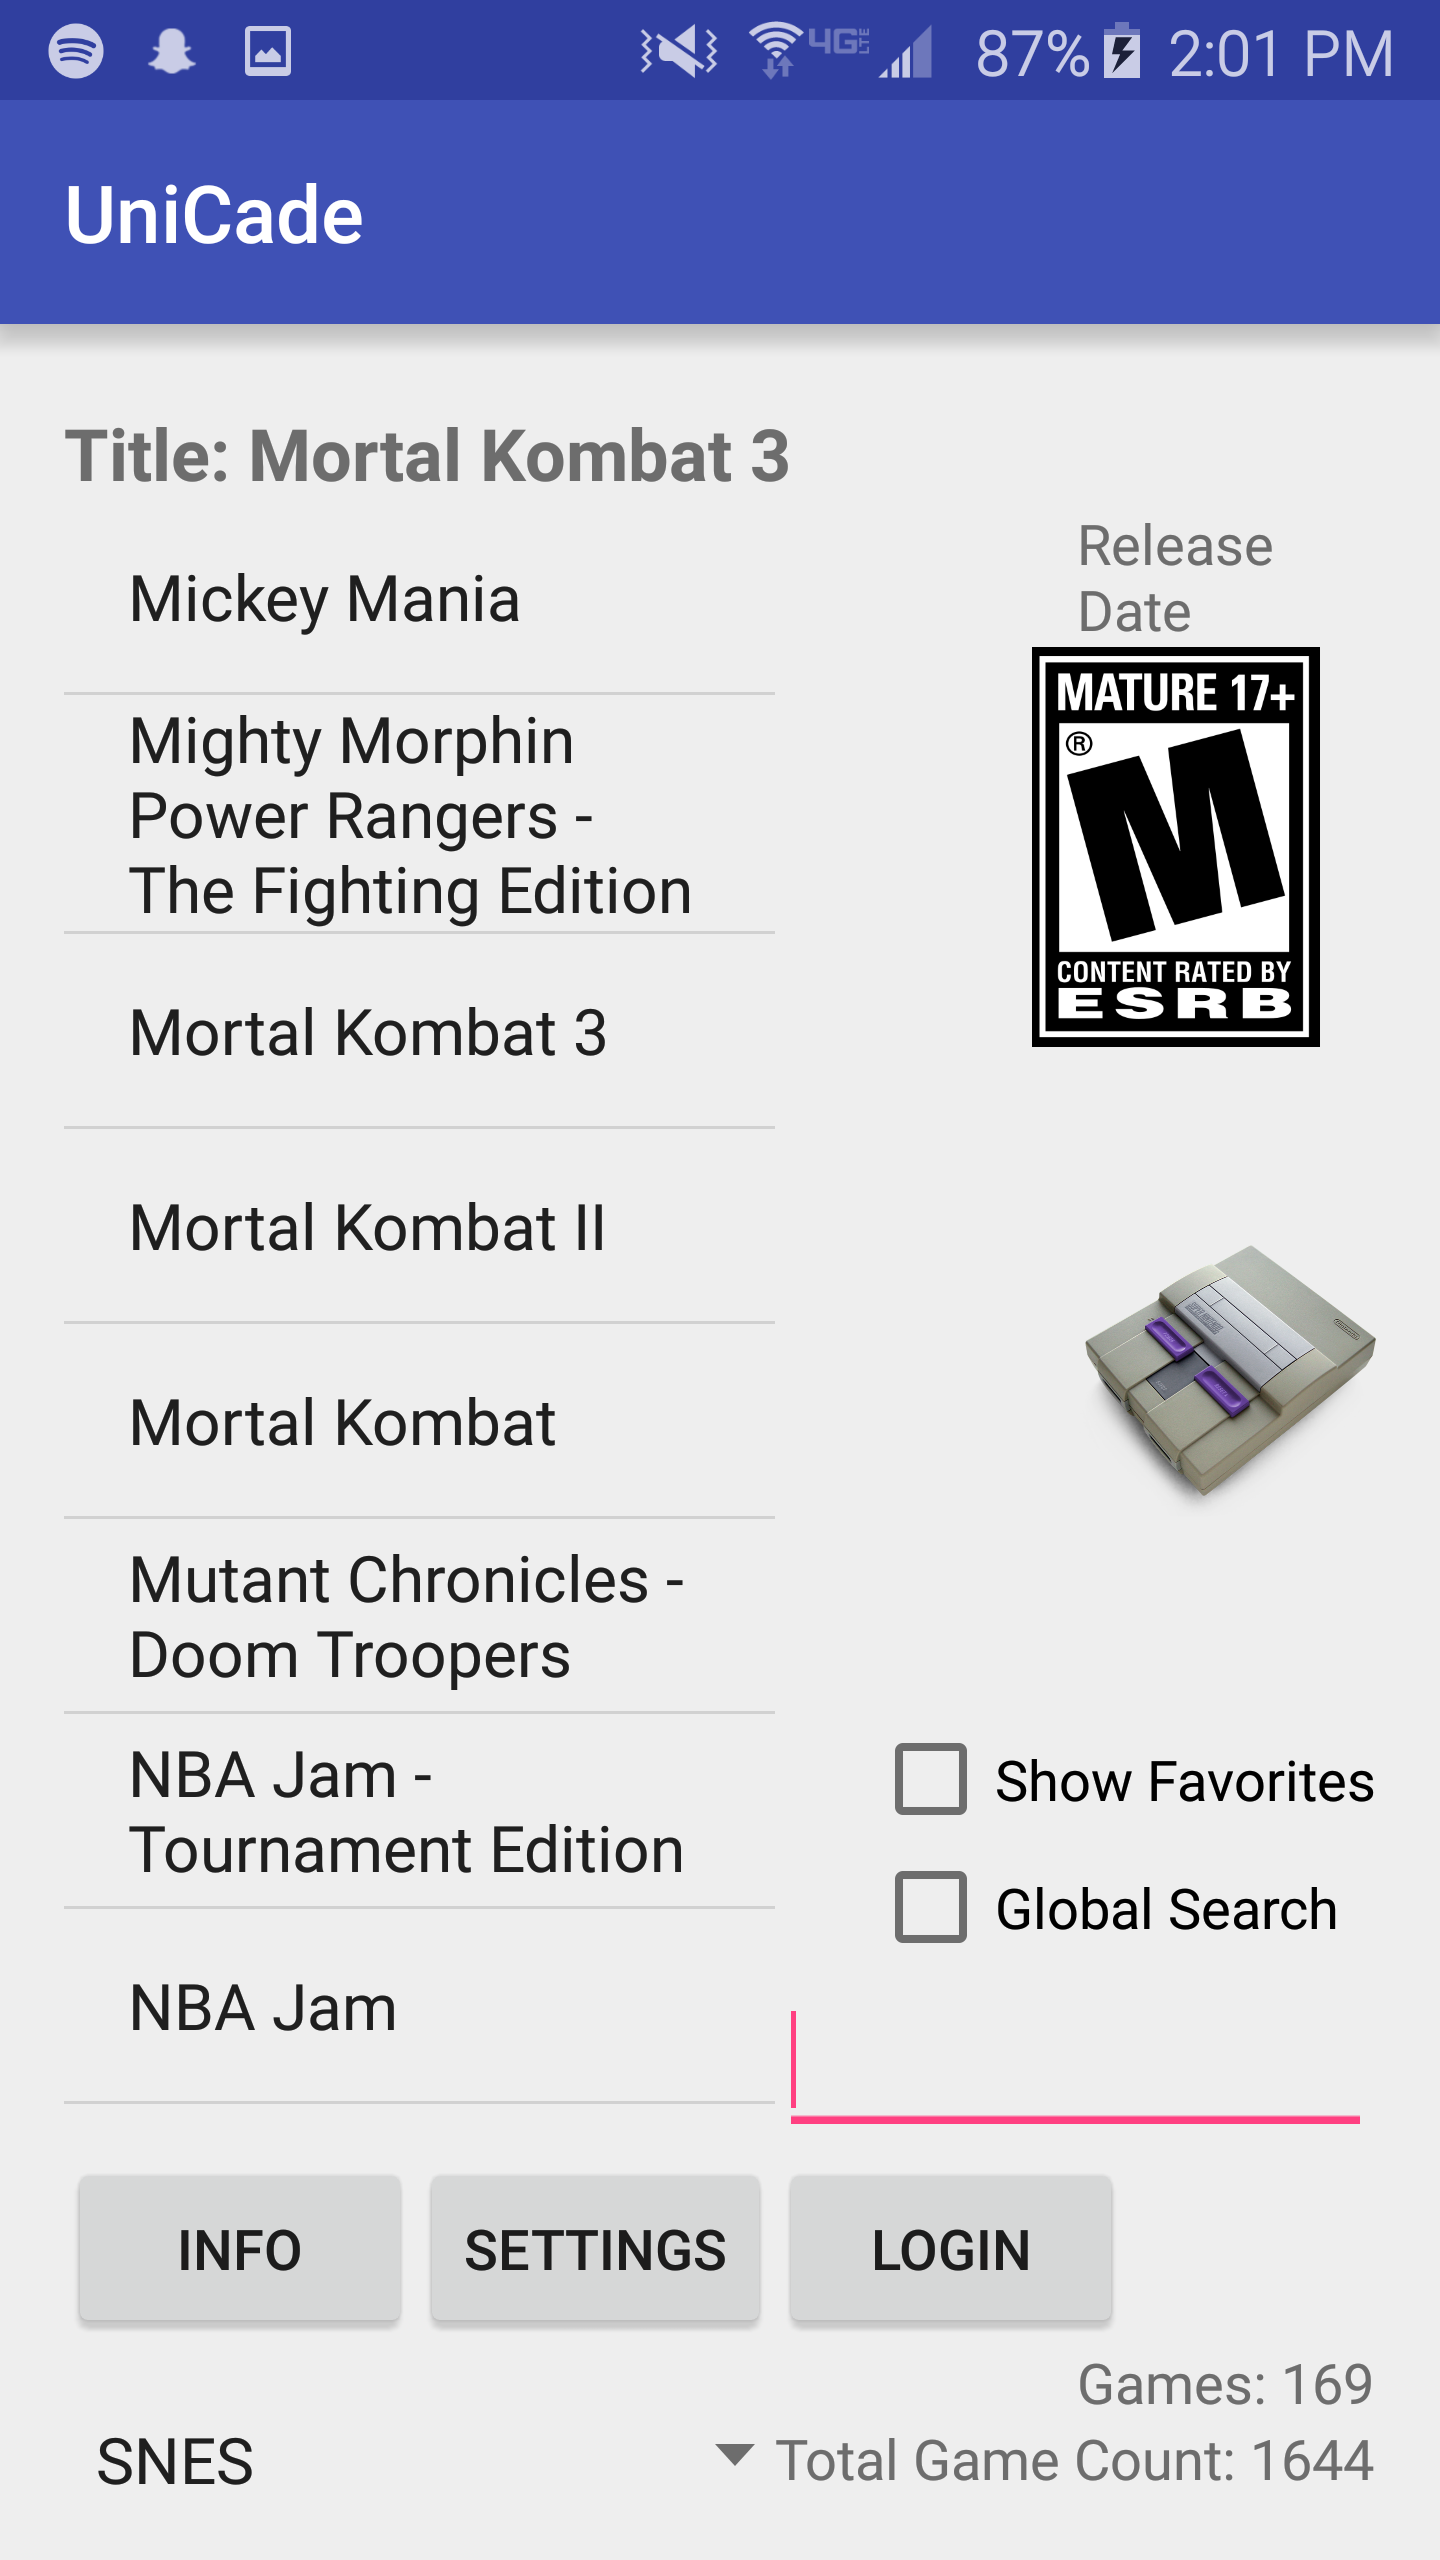 4G LTE 87% 2:01 PM
UniCade
Title: Mortal Kombat 3
Release
Date
Mickey Mania
MATURE 17+
®
M
CONTENT RATED BY
ESRB
Mighty Morphin
Power Rangers -
The Fighting Edition
Mortal Kombat 3
Mortal Kombat II
Mortal Kombat
Mutant Chronicles -
Doom Troopers
NBA Jam -
Tournament Edition
NBA Jam
Show Favorites
Global Search
INFO
SETTINGS
LOGIN
Games: 169
SNES
Total Game Count: 1644